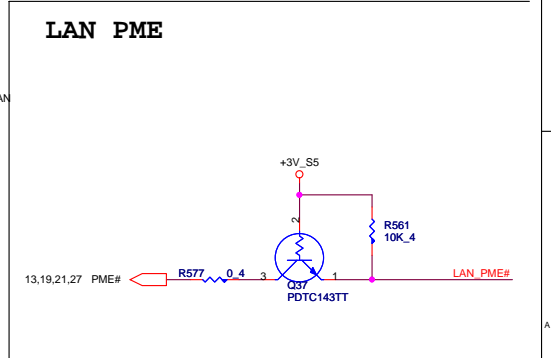 LAN PME
AN
+3V_S5
2
R561
10K_4
13,19,21,27 PME#
R577 0_4
3
1
LAN_PME#
Q37
PDTC143TT
A